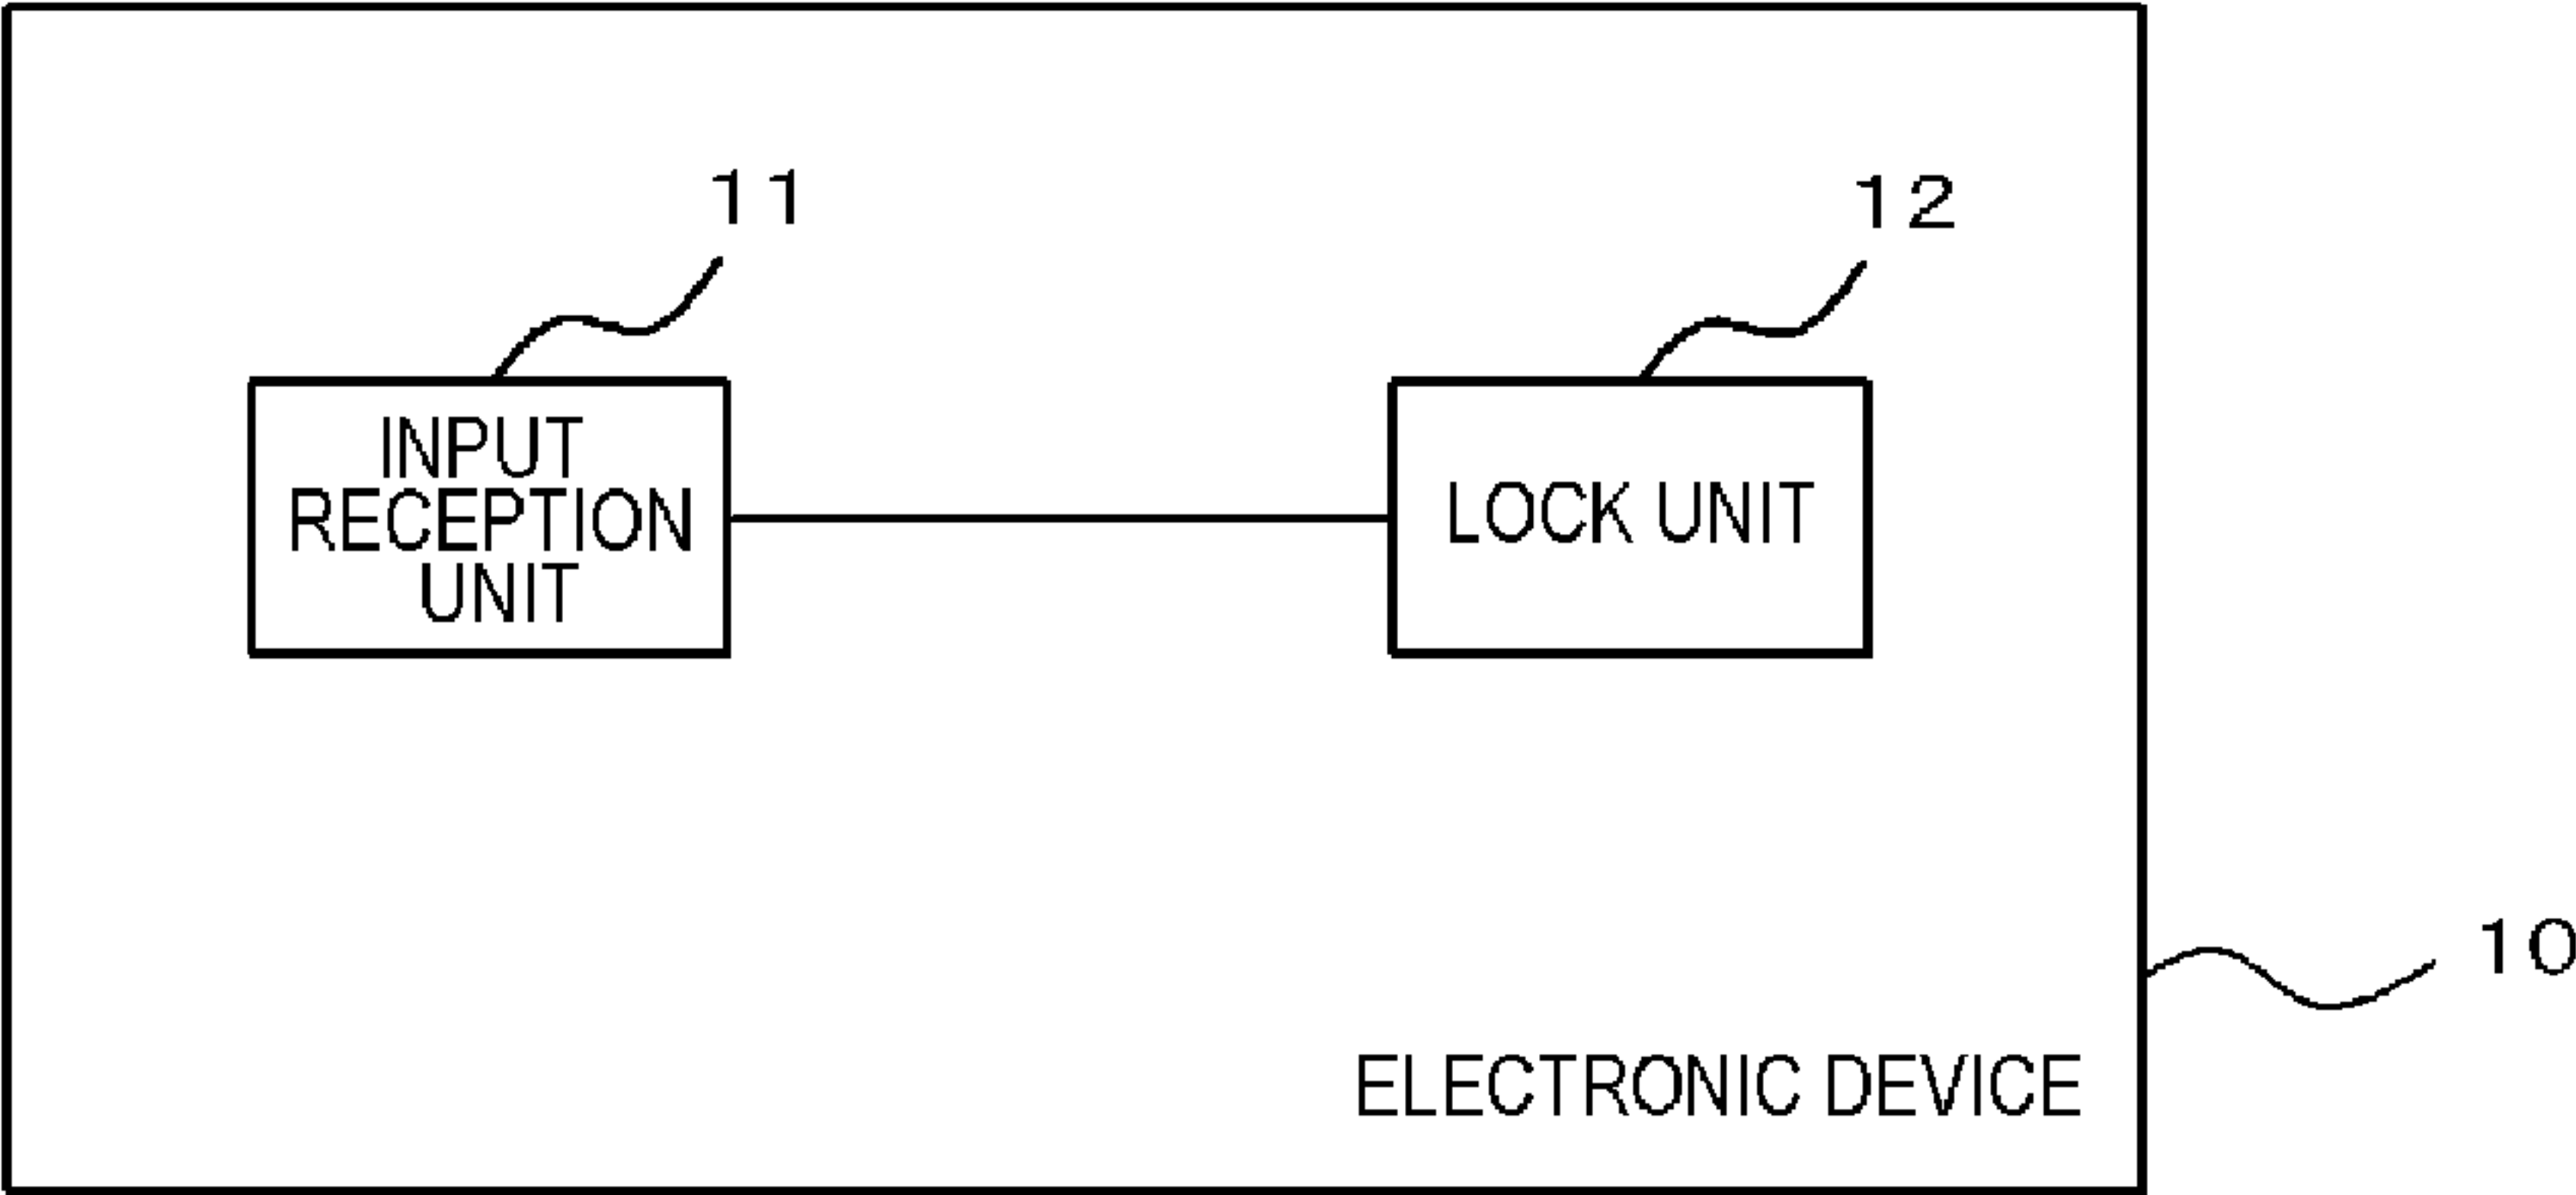 11
12
INPUT
RECEPTION
UNIT
LOCK UNIT
10
ELECTRONIC DEVICE